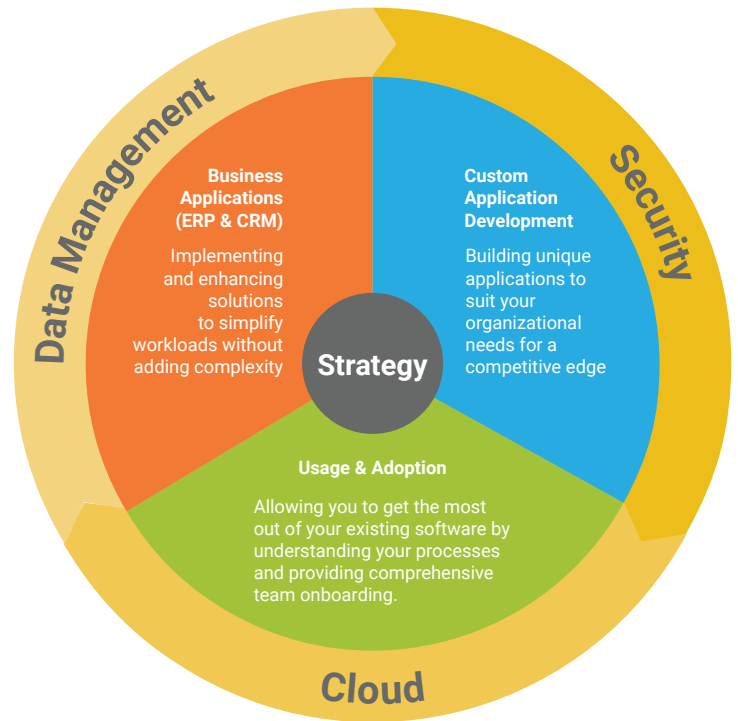 Data Management
Security
Business
Applications
(ERP & CRM)
Implementing
and enhancing
solutions
to simplify
workloads without
adding complexity
Custom
Application
Development
Building unique
applications to
suit your
organizational
needs for a
competitive edge
Strategy
Usage & Adoption
Allowing you to get the most
out of your existing software by
understanding your processes
and providing comprehensive
team onboarding.
Cloud